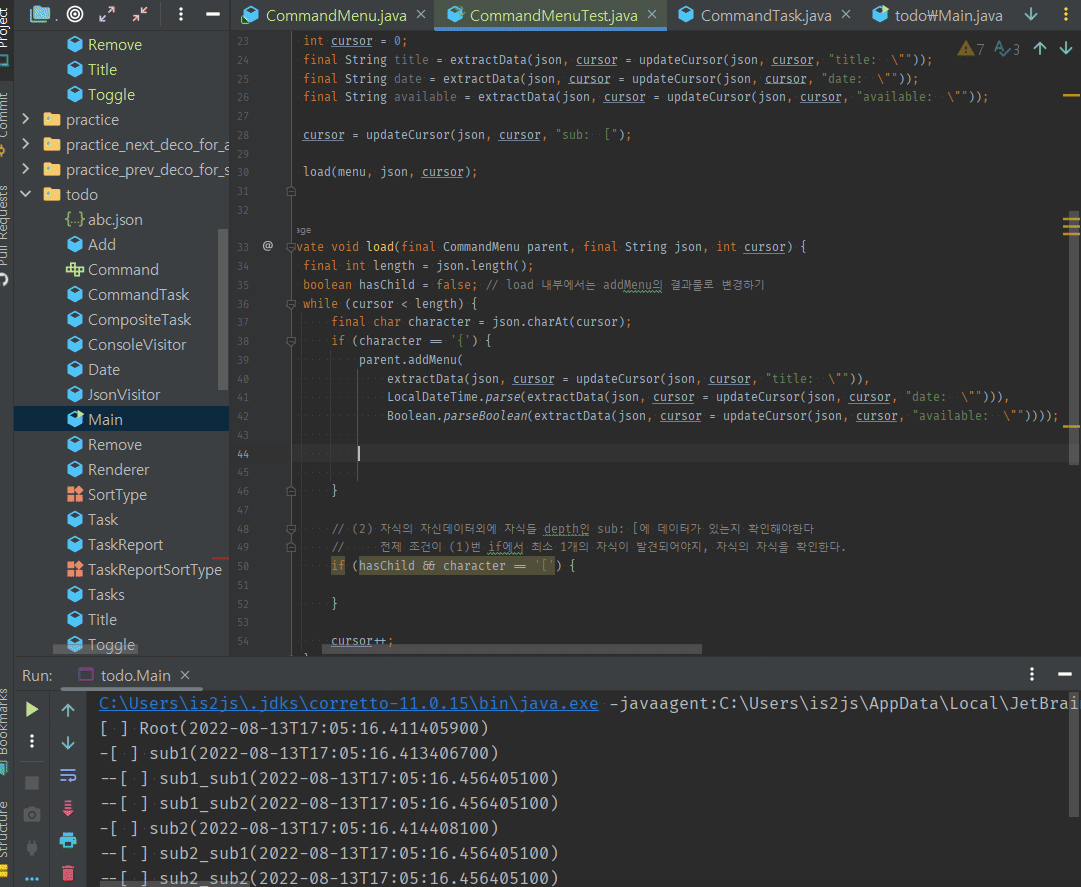 Project
Commit
Pull Requests
CommandMenu.java
CommandMenuTest.java
CommandTask.java
todo₩Main.java
Remove
Title
Toggle
practice
practice_next_deco_for_a
practice_prev_deco_for_s
todo
abc.json
Add
Command
CommandTask
CompositeTask
ConsoleVisitor
Date
JsonVisitor
Main
Remove
Renderer
SortType
Task
TaskReport
TaskReportSortType
Tasks
Title
Toggle
7 3
23 int cursor = 0;
24 final String title = extractData(json, cursor = updateCursor(json, cursor, "title: \""));
25 final String date = extractData(json, cursor = updateCursor(json, cursor, "date: \""));
26 final String available = extractData(json, cursor = updateCursor(json, cursor, "available: \""));
27
28 cursor = updateCursor(json, cursor, "sub: [");
29
30 load(menu, json, cursor);
31
32
age
33 @ vate void load(final CommandMenu parent, final String json, int cursor) {
34 final int length = json.length();
35 boolean hasChild = false; // load 내부에서는 addMenu의 결과물로 변경하기
36 while (cursor < length) {
37 final char character = json.charAt(cursor);
38 if (character == '{') {
39 parent.addMenu(
40 extractData(json, cursor = updateCursor(json, cursor, "title: \"")),
41 LocalDateTime.parse(extractData(json, cursor = updateCursor(json, cursor, "date: \""))),
42 Boolean.parseBoolean(extractData(json, cursor = updateCursor(json, cursor, "available: \""))));
43
44
45
46 }
47
48 // (2) 자식의 자신데이터외에 자식들 depth인 sub: [에 데이터가 있는지 확인해야한다
49 // 전제 조건이 (1)번 if에서 최소 1개의 자식이 발견되어야지, 자식의 자식을 확인한다.
50 if (hasChild && character == '[') {
51
52 }
53
54 cursor++;
Run: todo.Main
Bookmarks
Structure
C:\Users\is2js\.jdks\corretto-11.0.15\bin\java.exe -javaagent:C:\Users\is2js\AppData\Local\JetBrai
[ ] Root(2022-08-13T17:05:16.411405900)
-[ ] sub1(2022-08-13T17:05:16.413406700)
--[ ] sub1_sub1(2022-08-13T17:05:16.456405100)
--[ ] sub1_sub2(2022-08-13T17:05:16.456405100)
-[ ] sub2(2022-08-13T17:05:16.414408100)
--[ ] sub2_sub1(2022-08-13T17:05:16.456405100)
--[ ] sub2_sub2(2022-08-13T17:05:16.456405100)